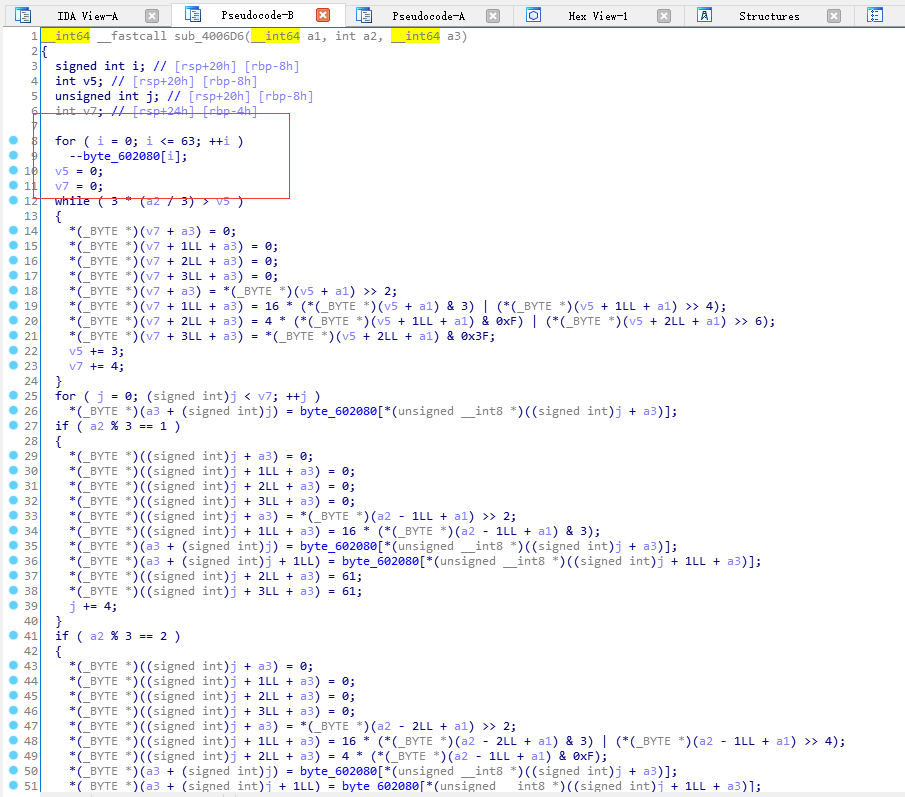 IDA View-A Pseudocode-B Pseudocode-A Hex View-1 Structures
1 __int64 __fastcall sub_4006D6(__int64 a1, int a2, __int64 a3)
2 {
3 signed int i; // [rsp+20h] [rbp-8h]
4 int v5; // [rsp+20h] [rbp-8h]
5 unsigned int j; // [rsp+20h] [rbp-8h]
6 int v7; // [rsp+24h] [rbp-4h]
7
8 for ( i = 0; i <= 63; ++i )
9 --byte_602080[i];
10 v5 = 0;
11 v7 = 0;
12 while ( 3 * (a2 / 3) > v5 )
13 {
14 *(_BYTE *)(v7 + a3) = 0;
15 *(_BYTE *)(v7 + 1LL + a3) = 0;
16 *(_BYTE *)(v7 + 2LL + a3) = 0;
17 *(_BYTE *)(v7 + 3LL + a3) = 0;
18 *(_BYTE *)(v7 + a3) = *(_BYTE *)(v5 + a1) >> 2;
19 *(_BYTE *)(v7 + 1LL + a3) = 16 * (*(_BYTE *)(v5 + a1) & 3) | (*(_BYTE *)(v5 + 1LL + a1) >> 4);
20 *(_BYTE *)(v7 + 2LL + a3) = 4 * (*(_BYTE *)(v5 + 1LL + a1) & 0xF) | (*(_BYTE *)(v5 + 2LL + a1) >> 6);
21 *(_BYTE *)(v7 + 3LL + a3) = *(_BYTE *)(v5 + 2LL + a1) & 0x3F;
22 v5 += 3;
23 v7 += 4;
24 }
25 for ( j = 0; (signed int)j < v7; ++j )
26 *(_BYTE *)(a3 + (signed int)j) = byte_602080[*(unsigned __int8 *)((signed int)j + a3)];
27 if ( a2 % 3 == 1 )
28 {
29 *(_BYTE *)((signed int)j + a3) = 0;
30 *(_BYTE *)((signed int)j + 1LL + a3) = 0;
31 *(_BYTE *)((signed int)j + 2LL + a3) = 0;
32 *(_BYTE *)((signed int)j + 3LL + a3) = 0;
33 *(_BYTE *)((signed int)j + a3) = *(_BYTE *)(a2 - 1LL + a1) >> 2;
34 *(_BYTE *)((signed int)j + 1LL + a3) = 16 * (*(_BYTE *)(a2 - 1LL + a1) & 3);
35 *(_BYTE *)(a3 + (signed int)j) = byte_602080[*(unsigned __int8 *)((signed int)j + a3)];
36 *(_BYTE *)(a3 + (signed int)j + 1LL) = byte_602080[*(unsigned __int8 *)((signed int)j + 1LL + a3)];
37 *(_BYTE *)((signed int)j + 2LL + a3) = 61;
38 *(_BYTE *)((signed int)j + 3LL + a3) = 61;
39 j += 4;
40 }
41 if ( a2 % 3 == 2 )
42 {
43 *(_BYTE *)((signed int)j + a3) = 0;
44 *(_BYTE *)((signed int)j + 1LL + a3) = 0;
45 *(_BYTE *)((signed int)j + 2LL + a3) = 0;
46 *(_BYTE *)((signed int)j + 3LL + a3) = 0;
47 *(_BYTE *)((signed int)j + a3) = *(_BYTE *)(a2 - 2LL + a1) >> 2;
48 *(_BYTE *)((signed int)j + 1LL + a3) = 16 * (*(_BYTE *)(a2 - 2LL + a1) & 3) | (*(_BYTE *)(a2 - 1LL + a1) >> 4);
49 *(_BYTE *)((signed int)j + 2LL + a3) = 4 * (*(_BYTE *)(a2 - 1LL + a1) & 0xF);
50 *(_BYTE *)(a3 + (signed int)j) = byte_602080[*(unsigned __int8 *)((signed int)j + a3)];
51 *(_BYTE *)(a3 + (signed int)j + 1LL) = byte_602080[*(unsigned __int8 *)((signed int)j + 1LL + a3)];